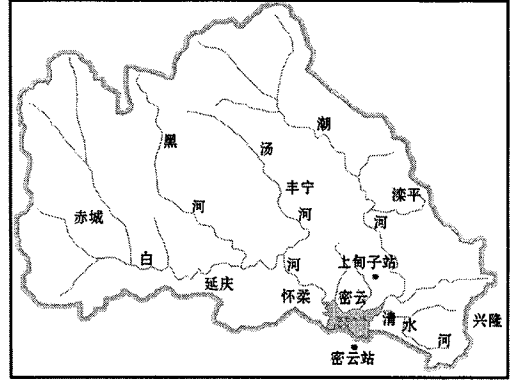 潮
黑
汤
丰宁
滦平
河
赤城
河
河
白
河
上甸子站
延庆
怀柔
密云
清
水
河
兴隆
密云站